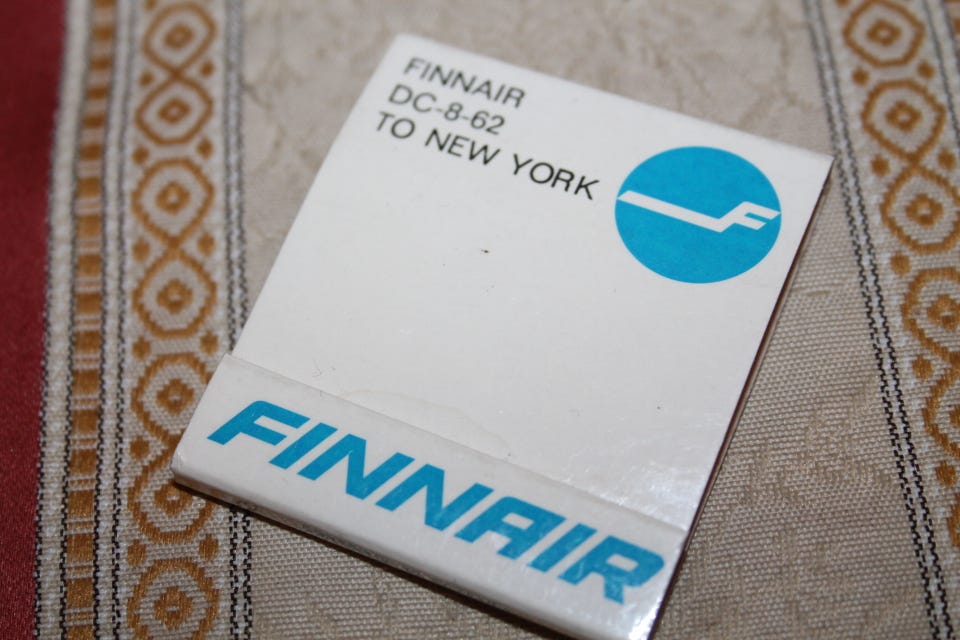 FINNAIR
DC-8-62
TO NEW YORK
F
FINNAIR